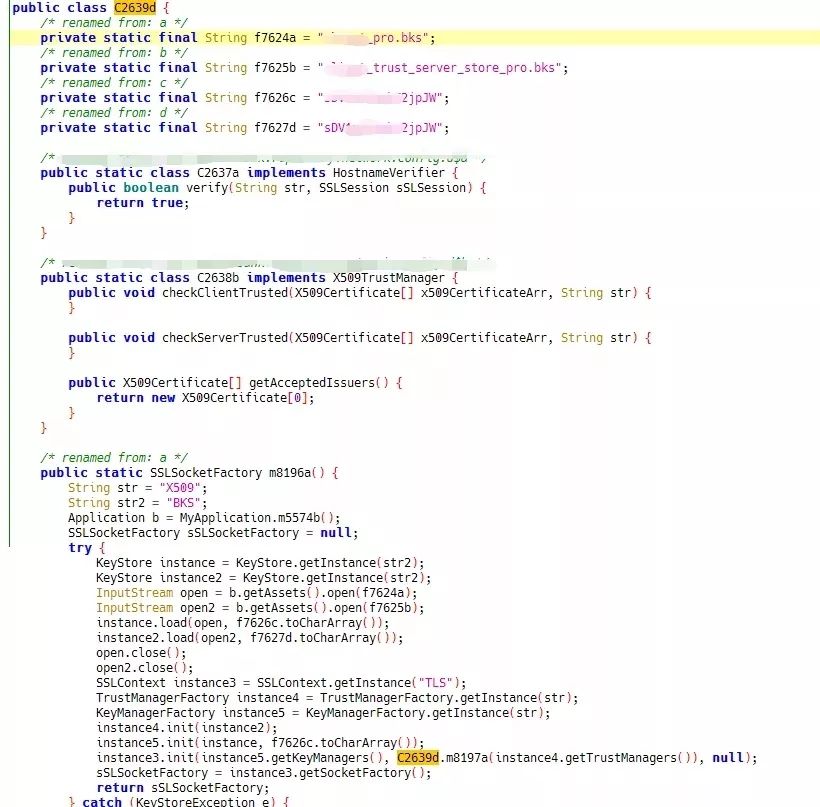 public class C2639d {
/* renamed from: a */
private static final String f7624a = " _pro.bks";
/* renamed from: b */
private static final String f7625b = " _trust_server_store_pro.bks";
/* renamed from: c */
private static final String f7626c = " 2jpJW";
/* renamed from: d */
private static final String f7627d = "sDV 2jpJW";
/*
public static class C2637a implements HostnameVerifier {
public boolean verify(String str, SSLSession sSLSession) {
return true;
}
}
/*
public static class C2638b implements X509TrustManager {
public void checkClientTrusted(X509Certificate[] x509CertificateArr, String str) {
}
public void checkServerTrusted(X509Certificate[] x509CertificateArr, String str) {
}
public X509Certificate[] getAcceptedIssuers() {
return new X509Certificate[0];
}
}
/* renamed from: a */
public static SSLSocketFactory m8196a() {
String str = "X509";
String str2 = "BKS";
Application b = MyApplication.m5574b();
SSLSocketFactory sSLSocketFactory = null;
try {
KeyStore instance = KeyStore.getInstance(str2);
KeyStore instance2 = KeyStore.getInstance(str2);
InputStream open = b.getAssets().open(f7624a);
InputStream open2 = b.getAssets().open(f7625b);
instance.load(open, f7626c.toCharArray());
instance2.load(open2, f7627d.toCharArray());
open.close();
open2.close();
SSLContext instance3 = SSLContext.getInstance("TLS");
TrustManagerFactory instance4 = TrustManagerFactory.getInstance(str);
KeyManagerFactory instance5 = KeyManagerFactory.getInstance(str);
instance4.init(instance2);
instance5.init(instance, f7626c.toCharArray());
instance3.init(instance5.getKeyManagers(), C2639d.m8197a(instance4.getTrustManagers()), null);
sSLSocketFactory = instance3.getSocketFactory();
return sSLSocketFactory;
} catch (KeyStoreException e) {